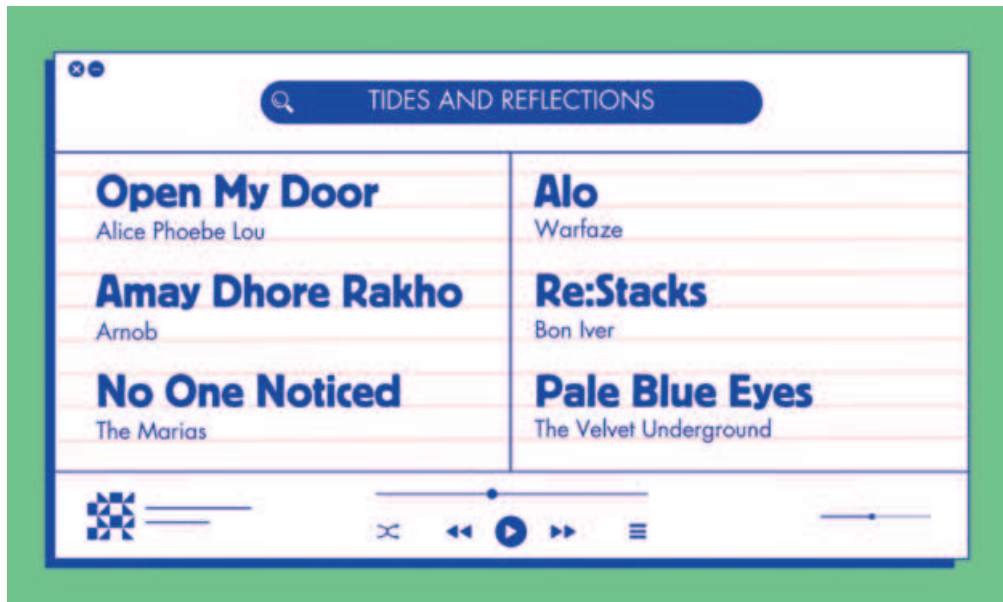 TIDES AND REFLECTIONS
Open My Door
Alice Phoebe Lou
Amay Dhore Rakho
Arnob
No One Noticed
The Marias
Alo
Warfaze
Re:Stacks
Bon Iver
Pale Blue Eyes
The Velvet Underground